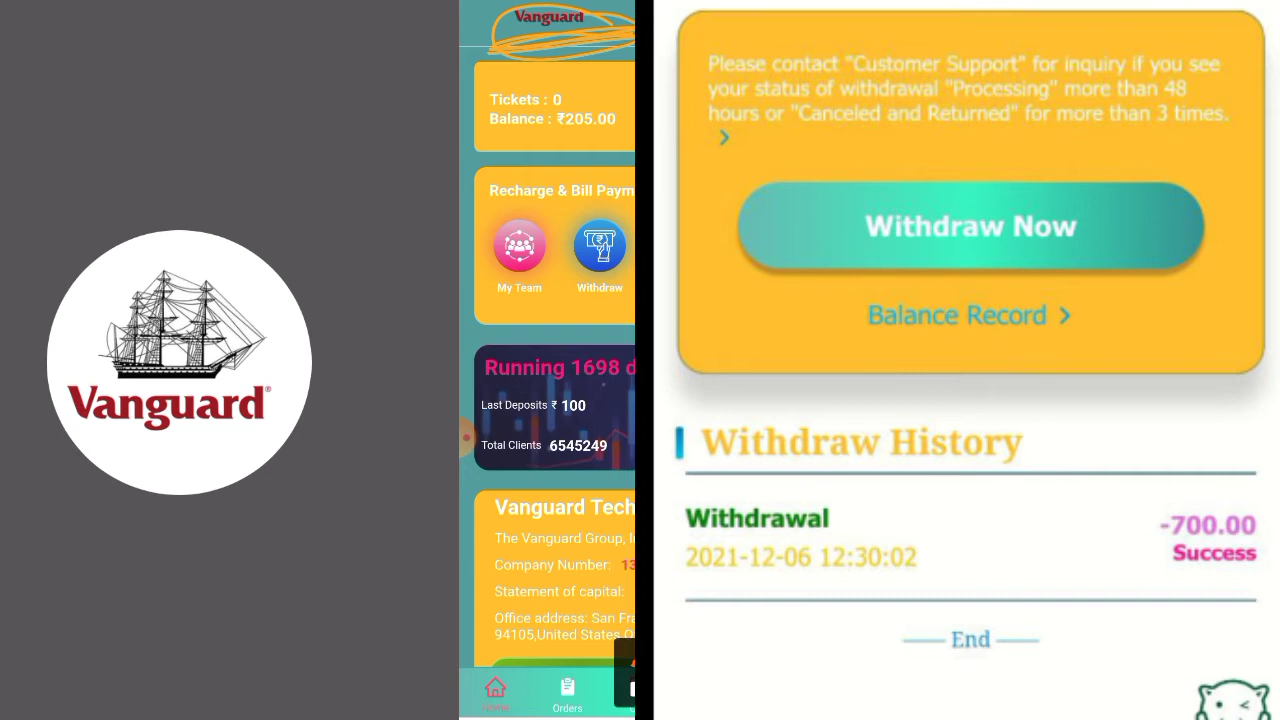 Vanguard®
Vanguard
Tickets : 0
Balance : ₹205.00
Recharge & Bill Paym
My Team
Withdraw
Running 1698 d
Last Deposits ₹ 100
Total Clients 6545249
Vanguard Tech
The Vanguard Group, I
Company Number: 13
Statement of capital:
Office address: San Fra
94105,United States O
Home
Orders
Please contact "Customer Support" for inquiry if you see
your status of withdrawal "Processing" more than 48
hours or "Canceled and Returned" for more than 3 times.
>
Withdraw Now
Balance Record >
Withdraw History
Withdrawal
-700.00
2021-12-06 12:30:02
Success
End